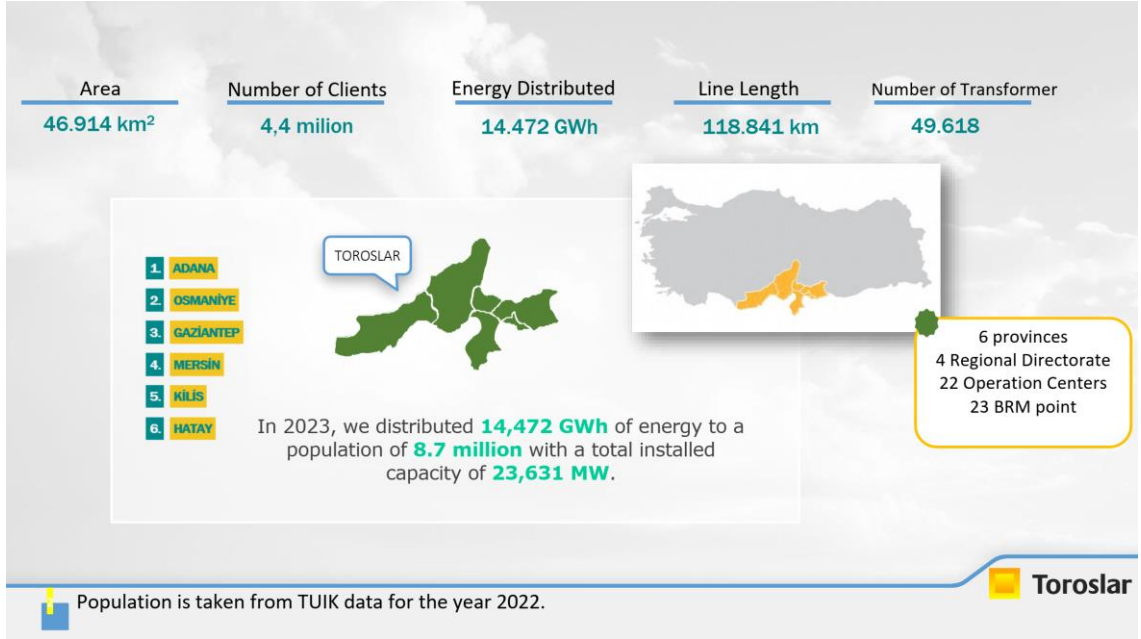 Area
46.914 km²
Number of Clients
4,4 milion
Energy Distributed
14.472 GWh
Line Length
118.841 km
Number of Transformer
49.618
TOROSLAR
1. ADANA
2. OSMANİYE
3. GAZİANTEP
4. MERSİN
5. KİLİS
6. HATAY
In 2023, we distributed 14,472 GWh of energy to a
population of 8.7 million with a total installed
capacity of 23,631 MW.
6 provinces
4 Regional Directorate
22 Operation Centers
23 BRM point
Population is taken from TUIK data for the year 2022.
Toroslar